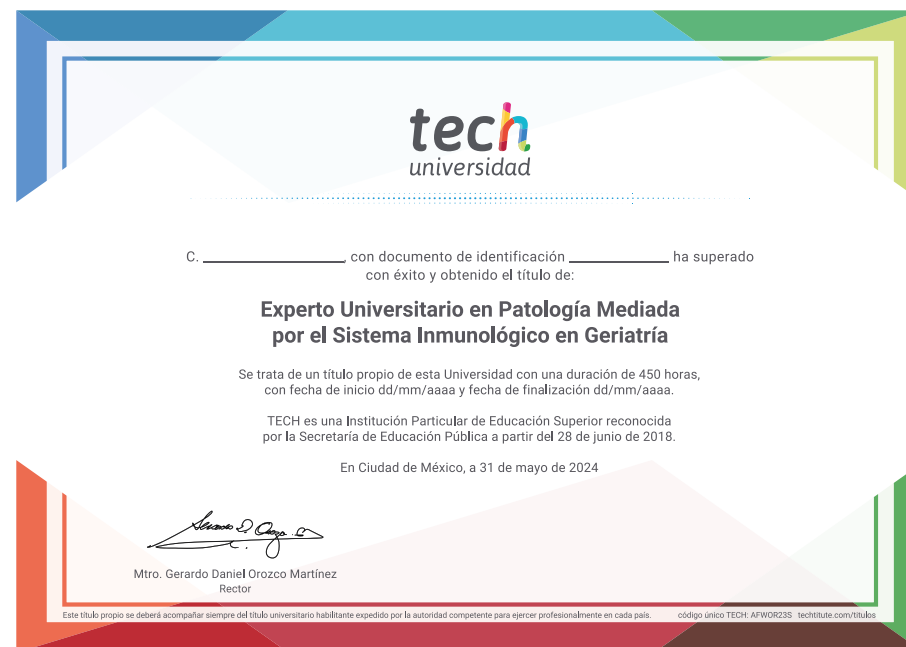 tech
universidad
C. ____________________, con documento de identificación ______________ ha superado
con éxito y obtenido el título de:
Experto Universitario en Patología Mediada
por el Sistema Inmunológico en Geriatría
Se trata de un título propio de esta Universidad con una duración de 450 horas,
con fecha de inicio dd/mm/aaaa y fecha de finalización dd/mm/aaaa.
TECH es una Institución Particular de Educación Superior reconocida
por la Secretaría de Educación Pública a partir del 28 de junio de 2018.
En Ciudad de México, a 31 de mayo de 2024
Mtro. Gerardo Daniel Orozco Martínez
Rector
Este título propio se deberá acompañar siempre del título universitario habilitante expedido por la autoridad competente para ejercer profesionalmente en cada país. código único TECH: AFWOR23S techtitute.com/titulos